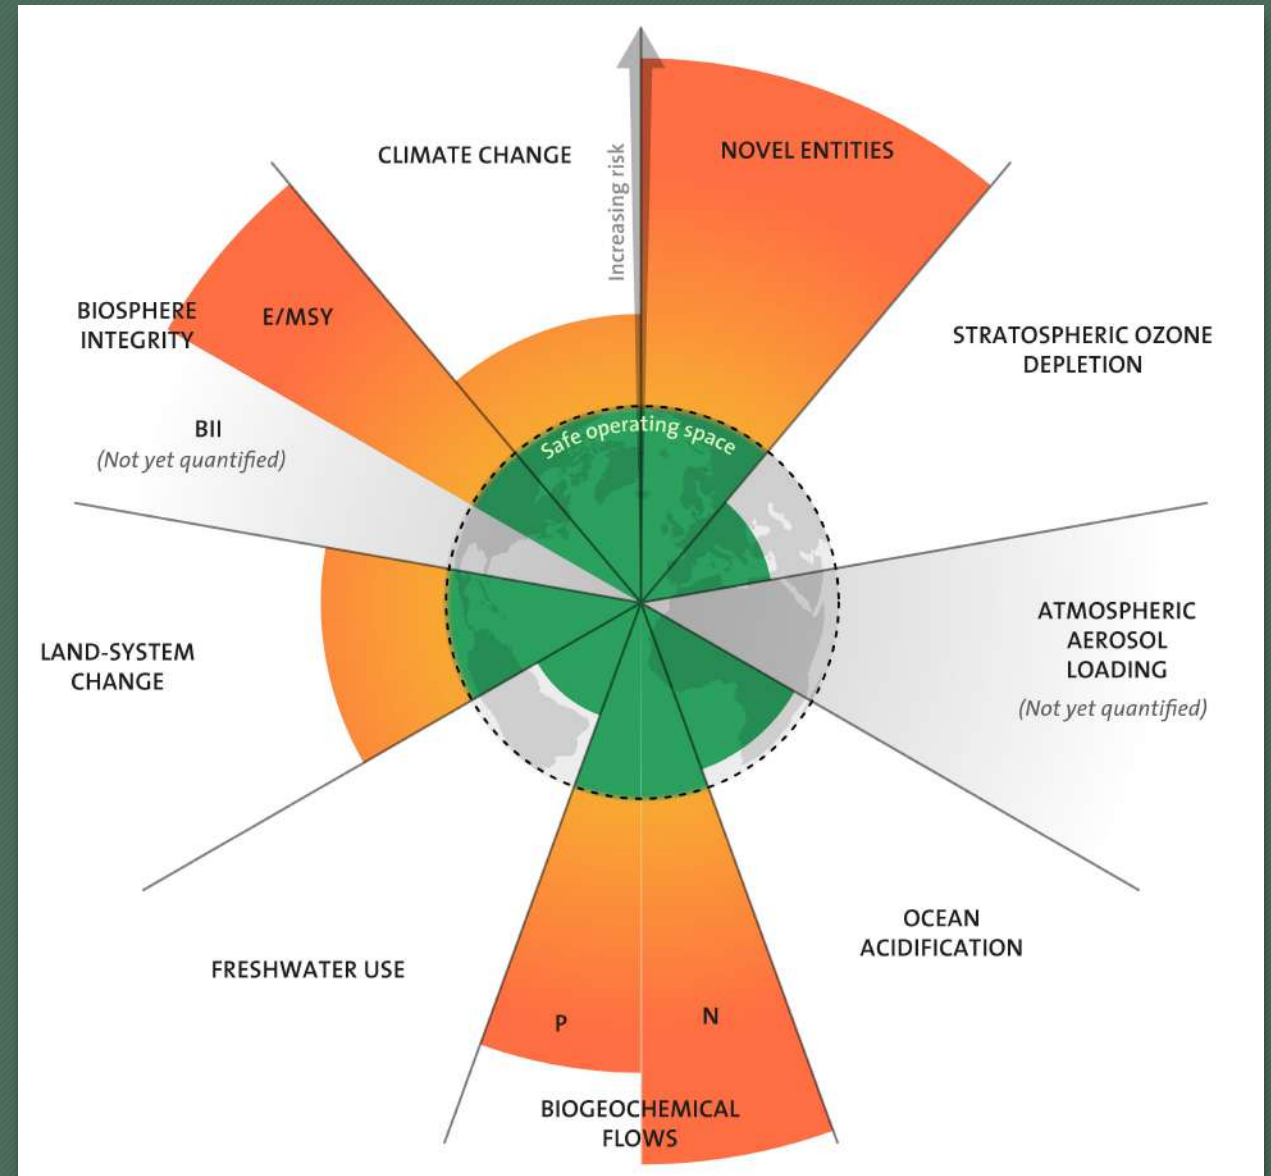 CLIMATE CHANGE
Increasing risk
NOVEL ENTITIES
BIOSPHERE
INTEGRITY
E/MSY
STRATOSPHERIC OZONE
DEPLETION
BII
(Not yet quantified)
Safe operating space
ATMOSPHERIC
AEROSOL
LOADING
(Not yet quantified)
LAND-SYSTEM
CHANGE
OCEAN
ACIDIFICATION
FRESHWATER USE
P
N
BIOGEOCHEMICAL
FLOWS